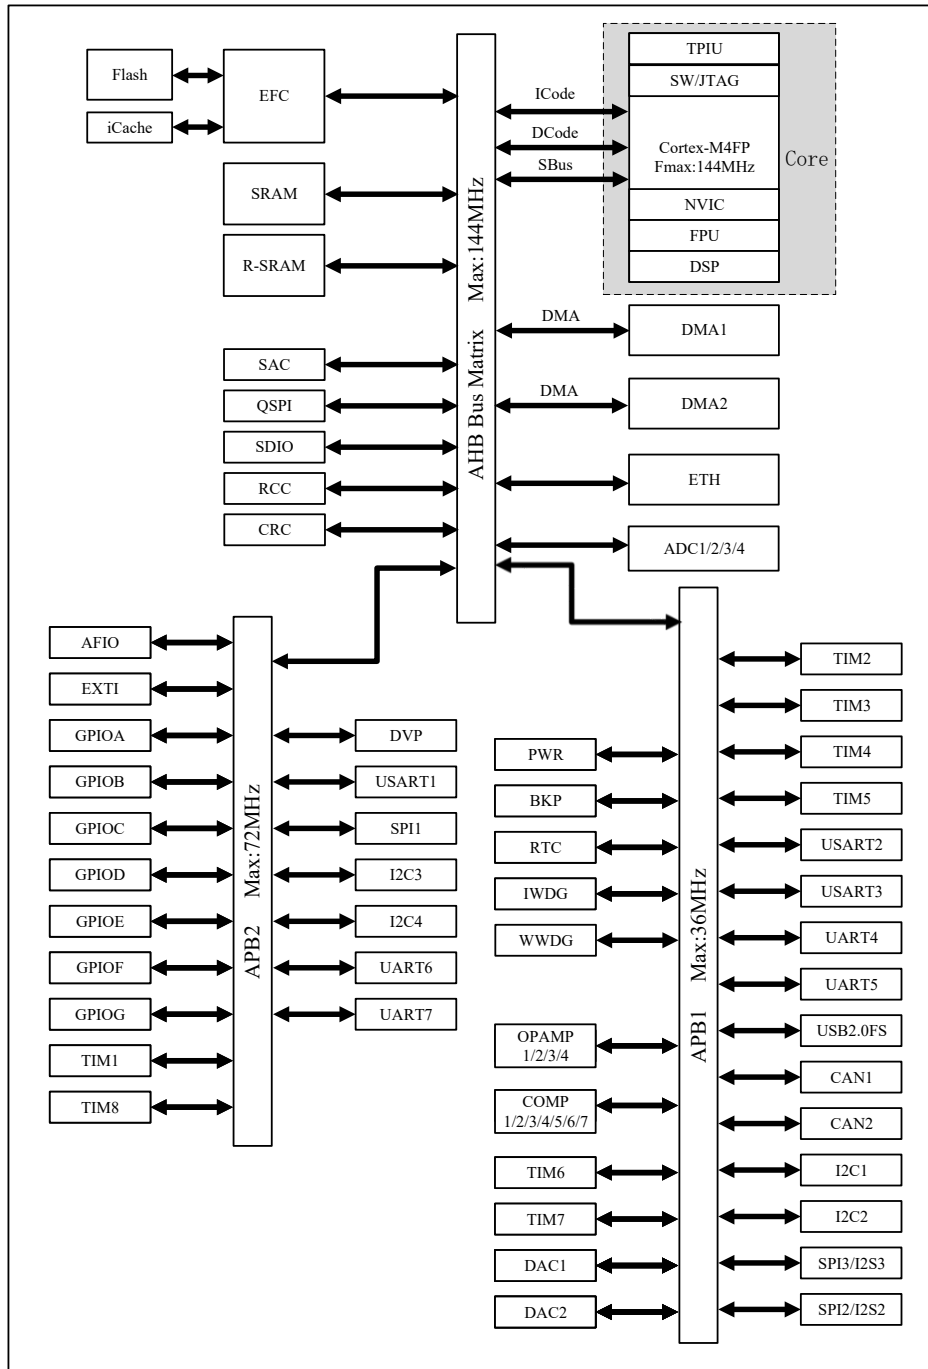 Flash
iCache
EFC
SRAM
R-SRAM
SAC
QSPI
SDIO
RCC
CRC
AHB Bus Matrix Max:144MHz
ICode
DCode
SBus
TPIU
SW/JTAG
Cortex-M4FP
Fmax:144MHz
NVIC
FPU
DSP
Core
DMA
DMA1
DMA
DMA2
ETH
ADC1/2/3/4
AFIO
EXTI
GPIOA
GPIOB
GPIOC
GPIOD
GPIOE
GPIOF
GPIOG
TIM1
TIM8
APB2 Max:72MHz
DVP
USART1
SPI1
I2C3
I2C4
UART6
UART7
PWR
BKP
RTC
IWDG
WWDG
OPAMP
1/2/3/4
COMP
1/2/3/4/5/6/7
TIM6
TIM7
DAC1
DAC2
APB1 Max:36MHz
TIM2
TIM3
TIM4
TIM5
USART2
USART3
UART4
UART5
USB2.0FS
CAN1
CAN2
I2C1
I2C2
SPI3/I2S3
SPI2/I2S2